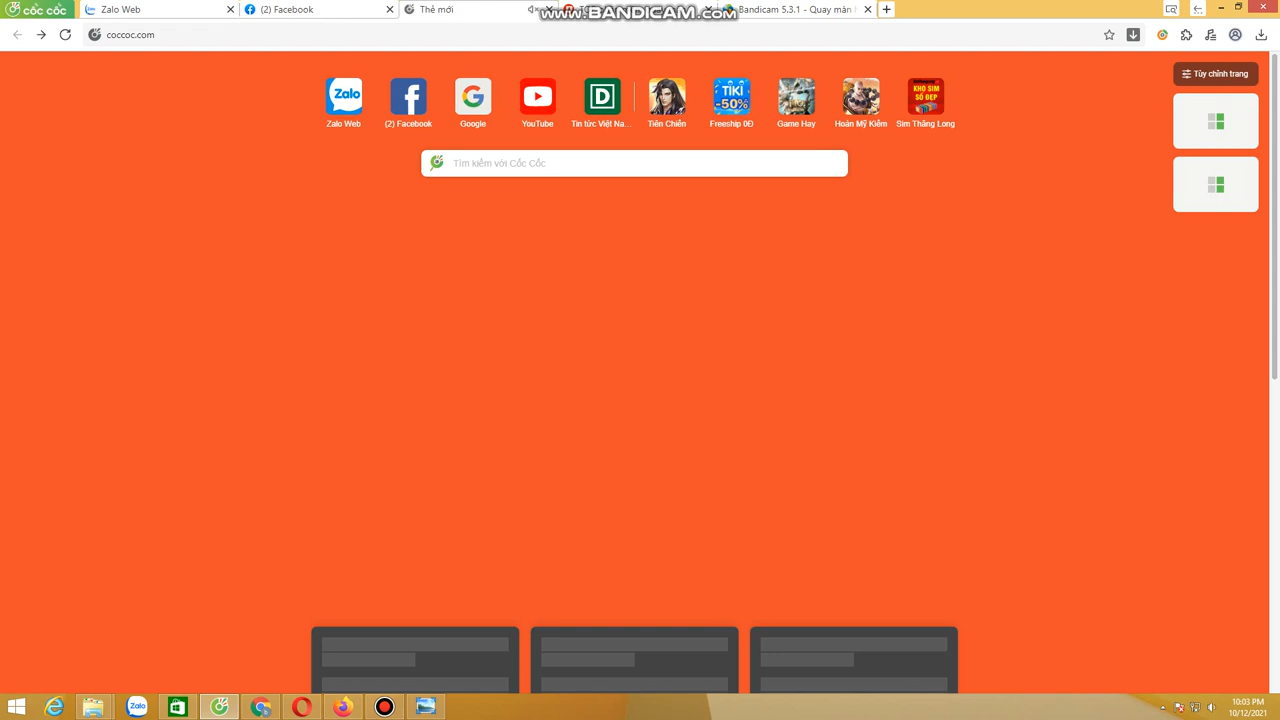 cốc cốc
Zalo Web
(2) Facebook
Thẻ mới
www.BANDICAM.com
Bandicam 5.3.1 - Quay màn
coccoc.com
Tùy chỉnh trang
Zalo
TIKI
-50%
KHO SIM
SỐ ĐẸP
Zalo Web
(2) Facebook
Google
YouTube
Tin tức Việt Na...
Tiên Chiến
Freeship 0Đ
Game Hay
Hoàn Mỹ Kiếm
Sim Thăng Long
Tìm kiếm với Cốc Cốc
Zalo
10:03 PM
10/12/2021